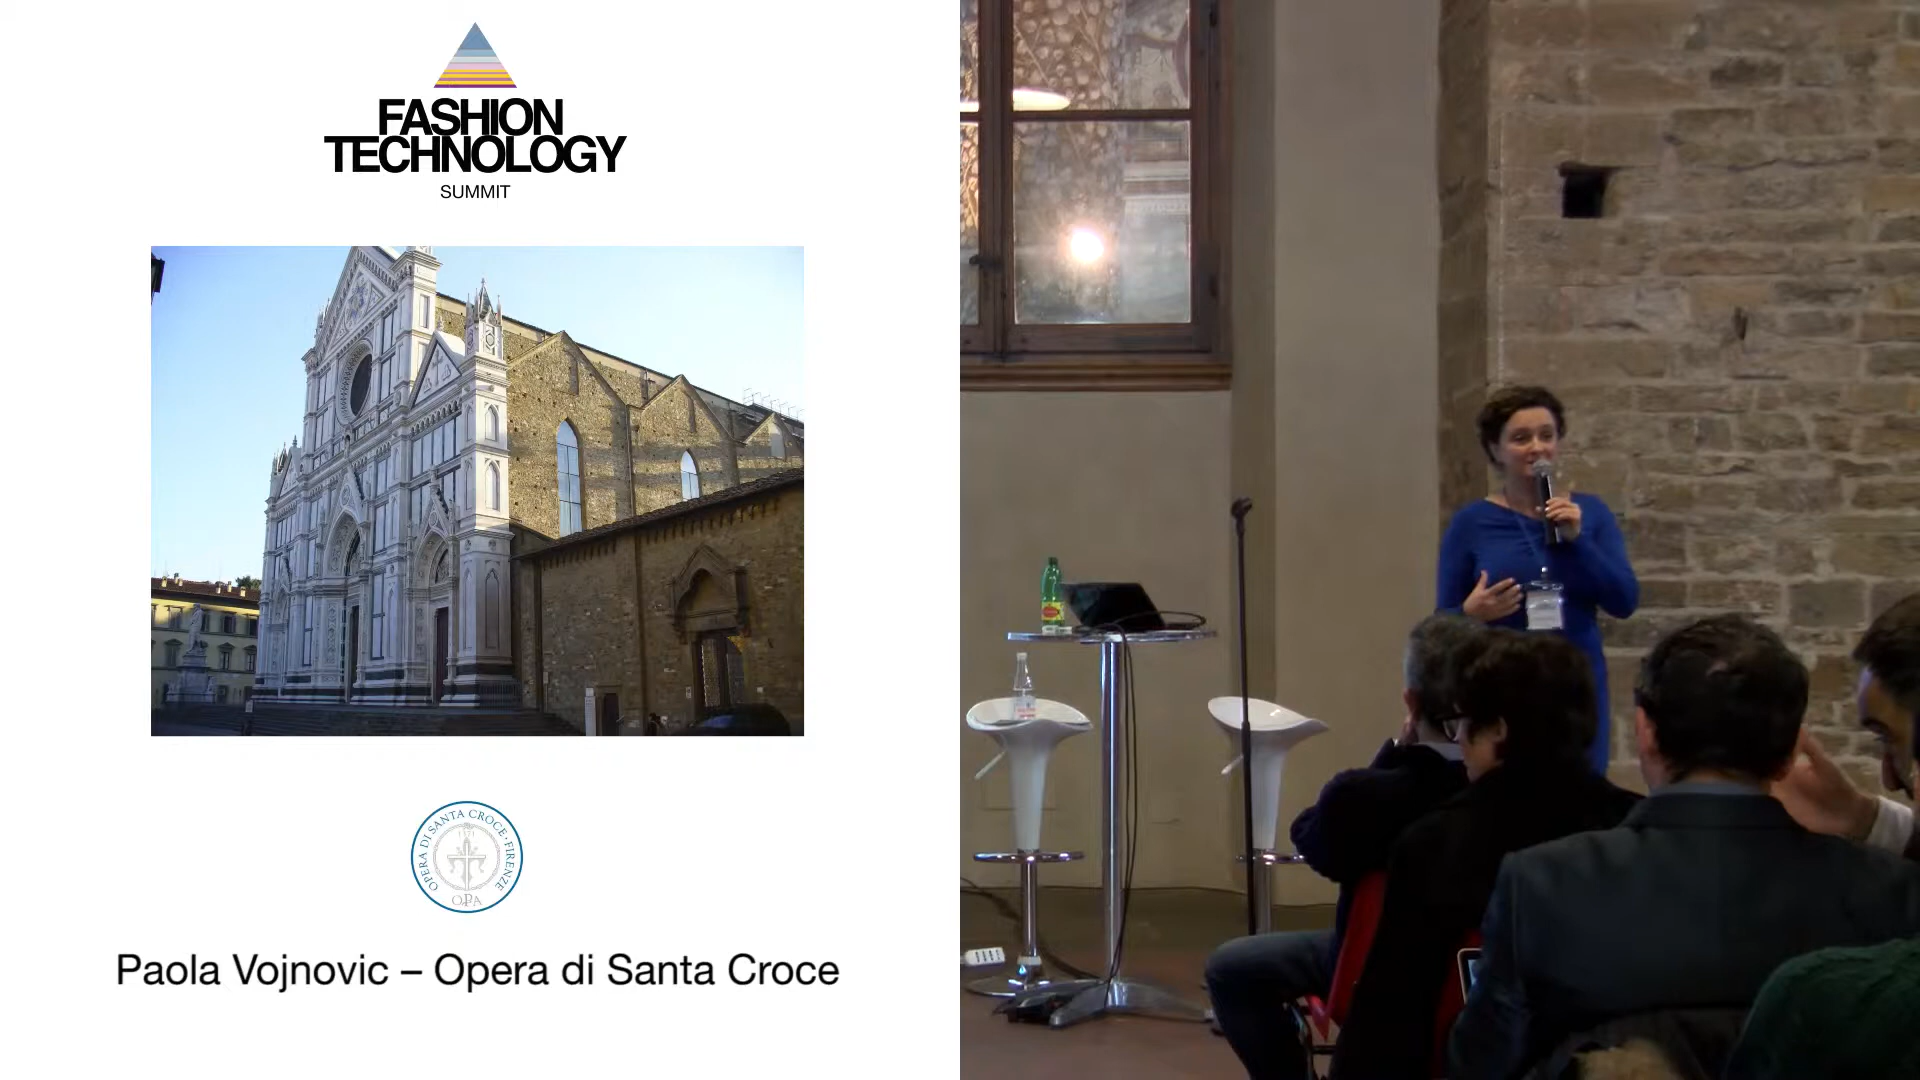 FASHION
TECHNOLOGY
SUMMIT
OPERA DI SANTA CROCE · FIRENZE
OPA
Paola Vojnovic – Opera di Santa Croce